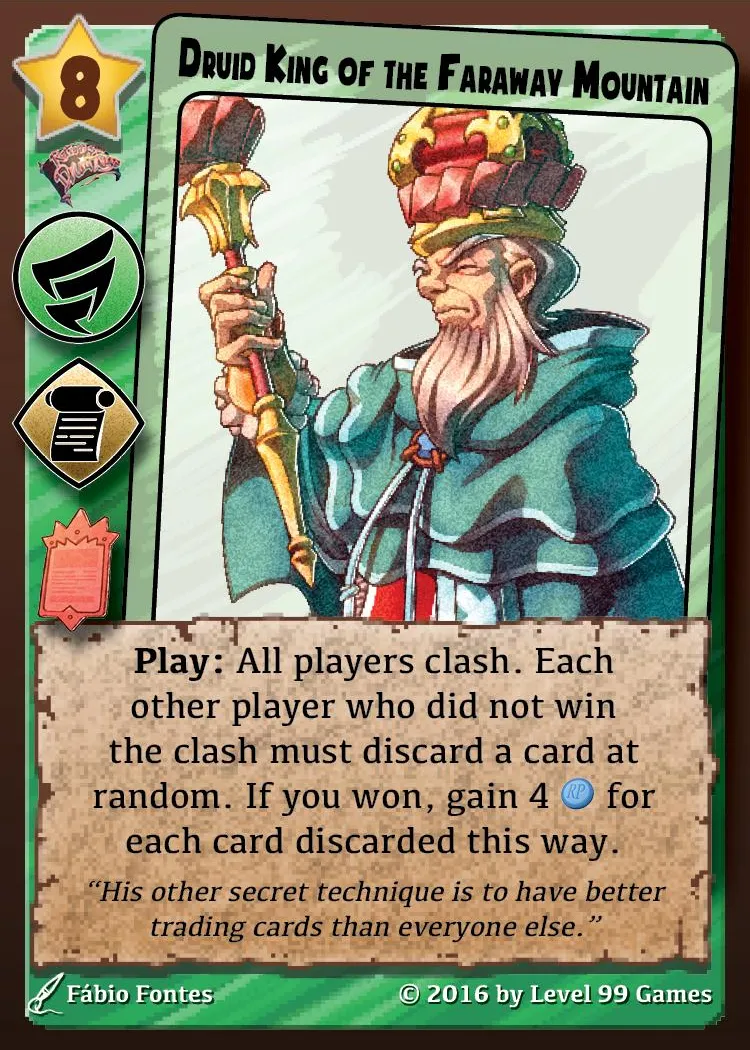 8
Druid King of the Faraway Mountain
Play: All players clash. Each
other player who did not win
the clash must discard a card at
random. If you won, gain 4 RP for
each card discarded this way.
“His other secret technique is to have better
trading cards than everyone else.”
Fábio Fontes
© 2016 by Level 99 Games